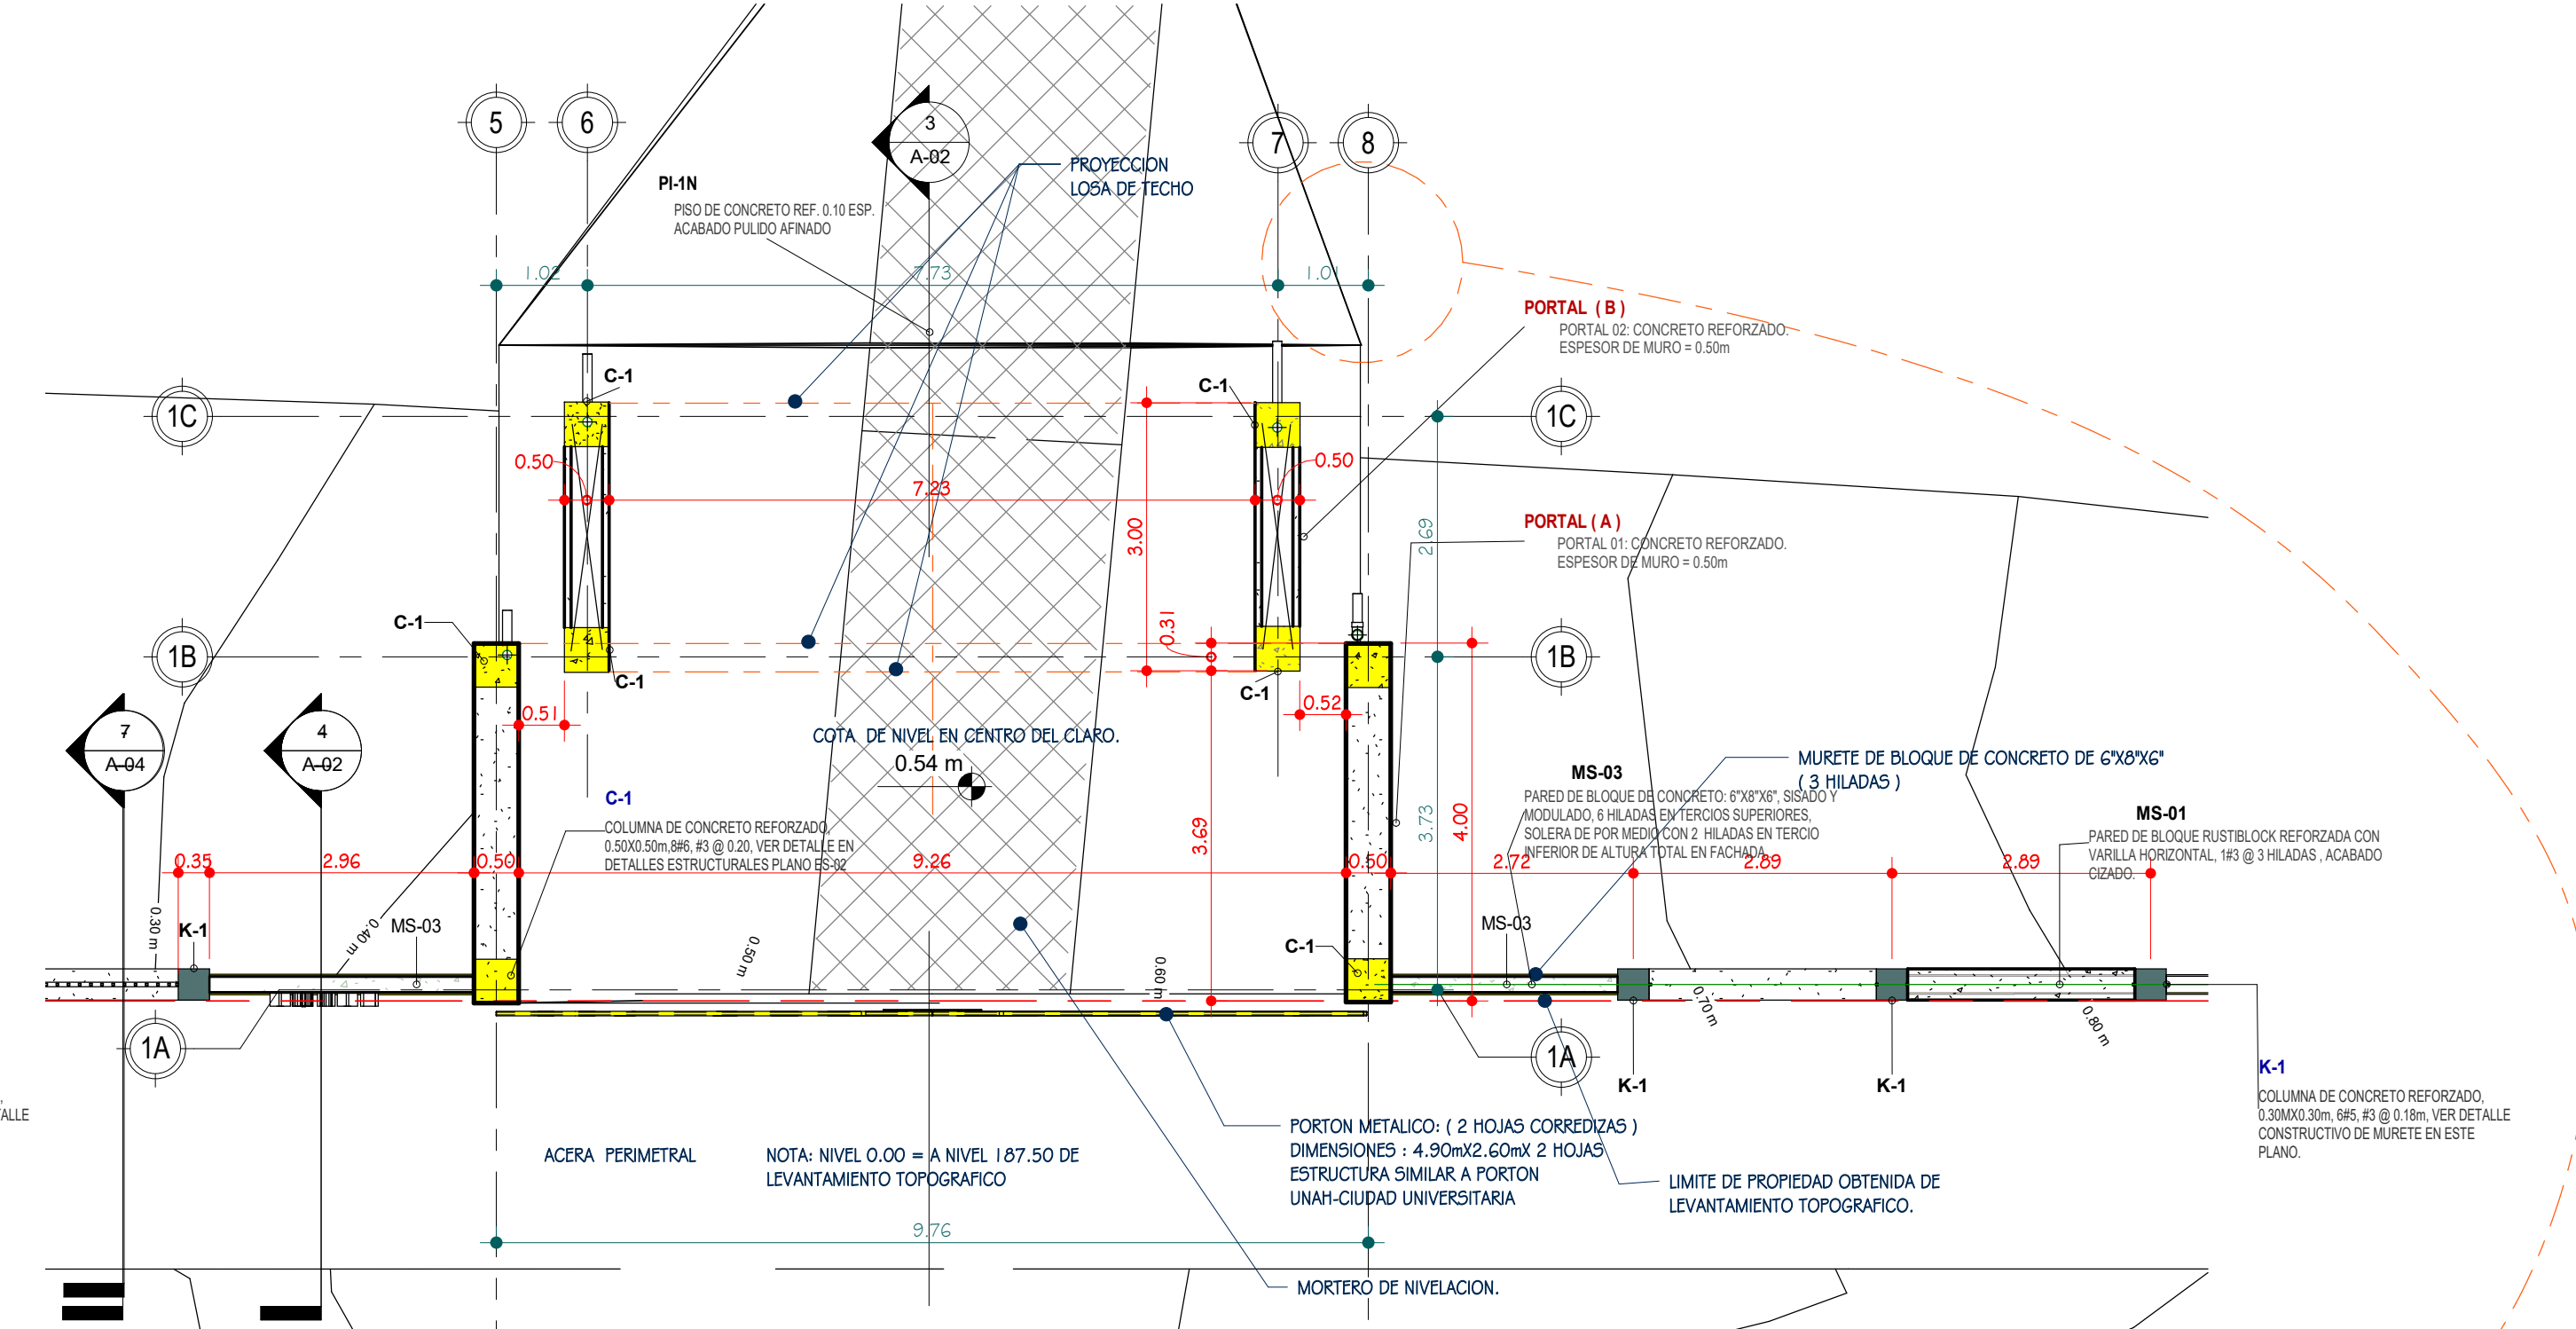 5
6
7
8
3
A-02
PROYECCION
LOSA DE TECHO
PI-1N
PISO DE CONCRETO REF. 0.10 ESP.
ACABADO PULIDO AFINADO
1.02
7.73
1.01
PORTAL ( B )
PORTAL 02: CONCRETO REFORZADO.
ESPESOR DE MURO = 0.50m
C-1
C-1
1C
1C
0.50
0.50
7.23
3.00
2.69
PORTAL ( A )
PORTAL 01: CONCRETO REFORZADO.
ESPESOR DE MURO = 0.50m
0.31
C-1
1B
1B
C-1
C-1
0.51
0.52
7
A-04
4
A-02
COTA DE NIVEL EN CENTRO DEL CLARO.
0.54 m
MURETE DE BLOQUE DE CONCRETO DE 6"X8"X6"
( 3 HILADAS )
MS-03
PARED DE BLOQUE DE CONCRETO: 6"X8"X6", SISADO Y
MODULADO, 6 HILADAS EN TERCIOS SUPERIORES,
SOLERA DE POR MEDIO CON 2 HILADAS EN TERCIO
INFERIOR DE ALTURA TOTAL EN FACHADA
C-1
COLUMNA DE CONCRETO REFORZADO,
0.50X0.50m,8#6, #3 @ 0.20, VER DETALLE EN
DETALLES ESTRUCTURALES PLANO ES-02
MS-01
PARED DE BLOQUE RUSTIBLOCK REFORZADA CON
VARILLA HORIZONTAL, 1#3 @ 3 HILADAS , ACABADO
CIZADO.
3.69
3.73
4.00
0.35
2.96
0.50
9.26
0.50
2.72
2.89
2.89
0.30 m
K-1
0.40 m
MS-03
0.50 m
0.60 m
C-1
MS-03
0.70 m
0.80 m
1A
1A
K-1
K-1
K-1
COLUMNA DE CONCRETO REFORZADO,
0.30MX0.30m, 6#5, #3 @ 0.18m, VER DETALLE
CONSTRUCTIVO DE MURETE EN ESTE
PLANO.
ALLE
ACERA PERIMETRAL
NOTA: NIVEL 0.00 = A NIVEL 187.50 DE
LEVANTAMIENTO TOPOGRAFICO
PORTON METALICO: ( 2 HOJAS CORREDIZAS )
DIMENSIONES : 4.90mX2.60mX 2 HOJAS
ESTRUCTURA SIMILAR A PORTON
UNAH-CIUDAD UNIVERSITARIA
LIMITE DE PROPIEDAD OBTENIDA DE
LEVANTAMIENTO TOPOGRAFICO.
9.76
MORTERO DE NIVELACION.